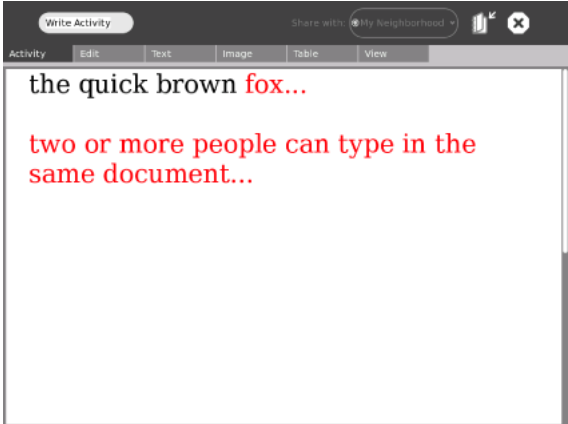 Write Activity
Share with: My Neighborhood
Activity Edit Text Image Table View
the quick brown fox...
two or more people can type in the
same document...